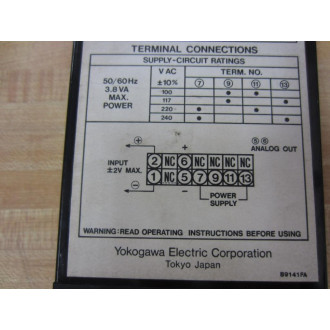 TERMINAL CONNECTIONS
SUPPLY-CIRCUIT RATINGS
50/60Hz
3.8 VA
MAX.
POWER
V AC
±10%
TERM. NO.
7 9 11 13
100
117
220
240
+ 5 6
ANALOG OUT
INPUT
±2V MAX.
2 NC 6 NC NC NC NC
1 NC 5 7 9 11 13
- -
POWER
SUPPLY
WARNING: READ OPERATING INSTRUCTIONS BEFORE USING
Yokogawa Electric Corporation
Tokyo Japan
B9141FA